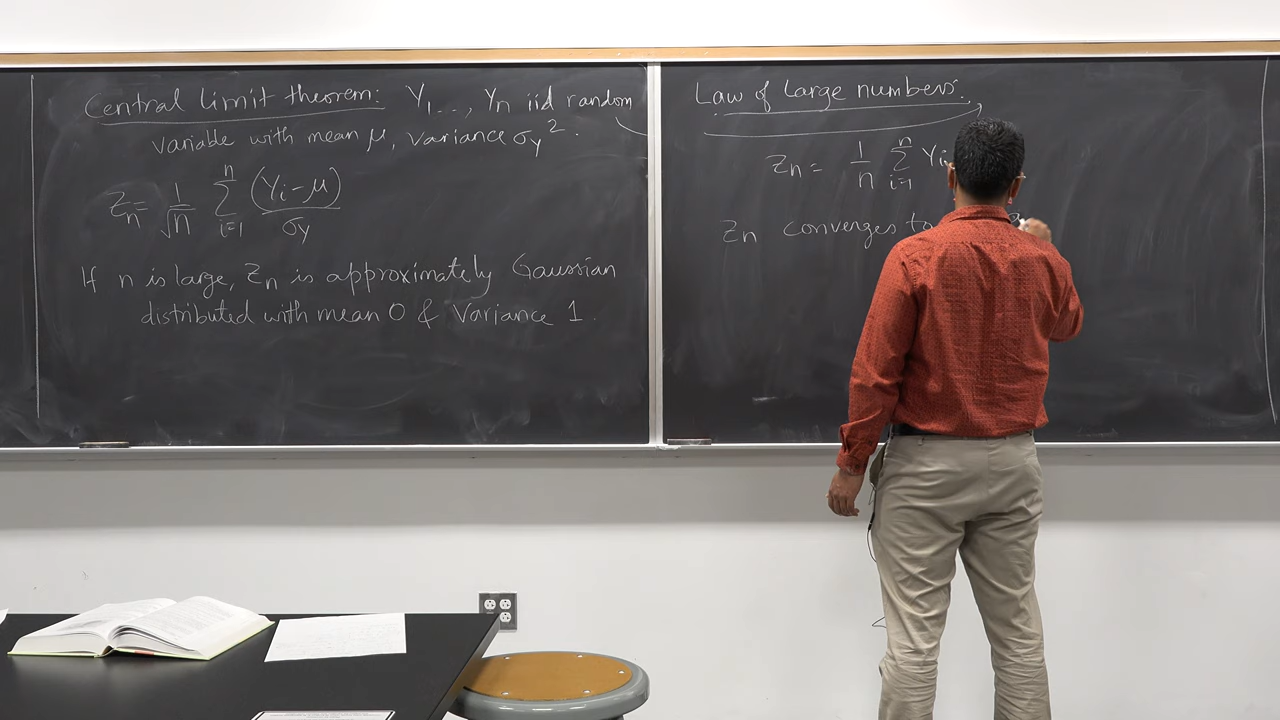 Central limit theorem: Y₁..., Yₙ iid random
variable with mean μ, variance σ_Y².
Zₙ = 1/√n Σ_{i=1}^{n} (Yᵢ-μ)/σ_Y
If n is large, Zₙ is approximately Gaussian
distributed with mean 0 & Variance 1.
Law of large numbers:
Zₙ = 1/n Σ_{i=1}^{n} Yᵢ
Zₙ converges to